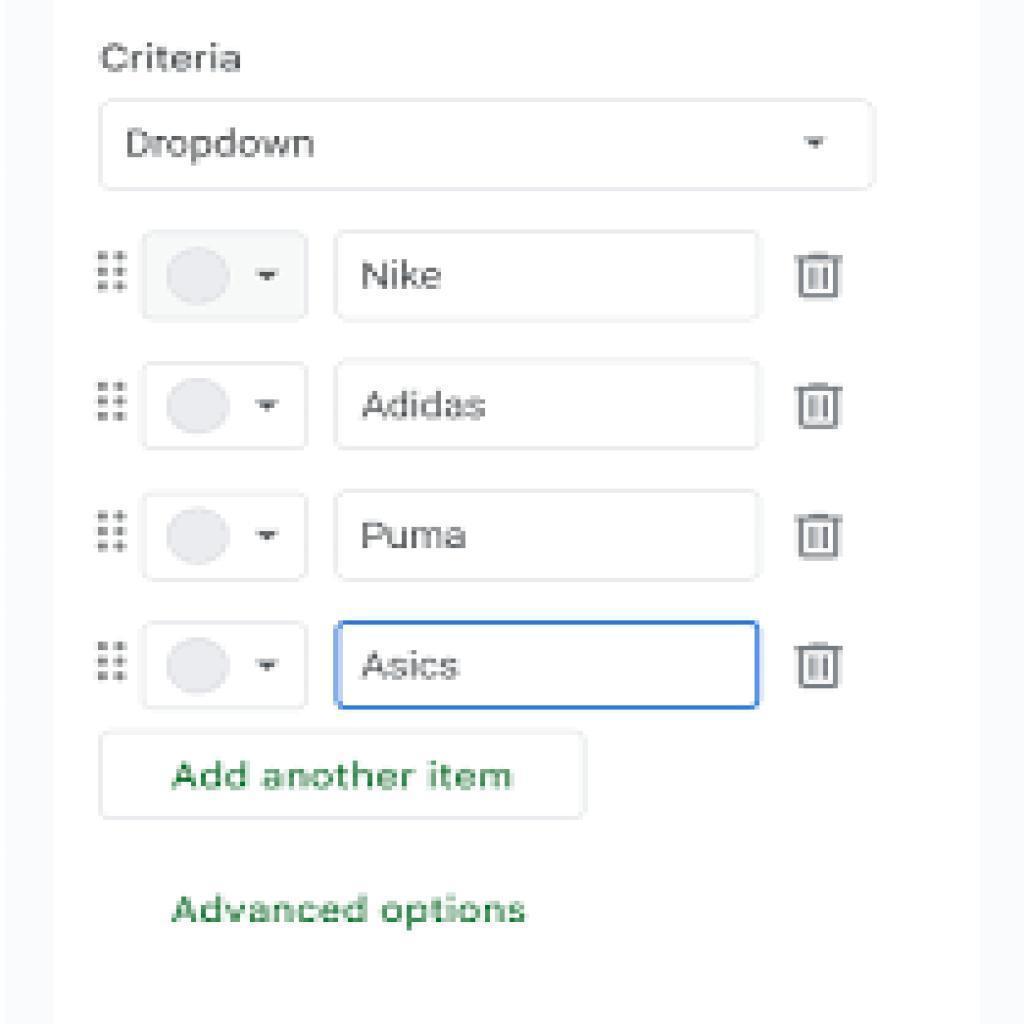 Criteria
Dropdown
Nike
Adidas
Puma
Asics
Add another item
Advanced options